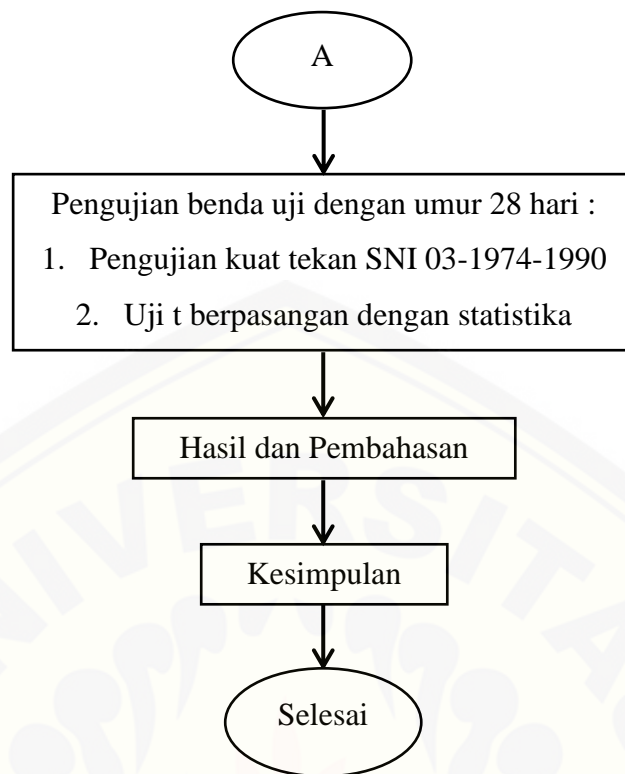 A
Pengujian benda uji dengan umur 28 hari :
1. Pengujian kuat tekan SNI 03-1974-1990
2. Uji t berpasangan dengan statistika
Hasil dan Pembahasan
Kesimpulan
Selesai